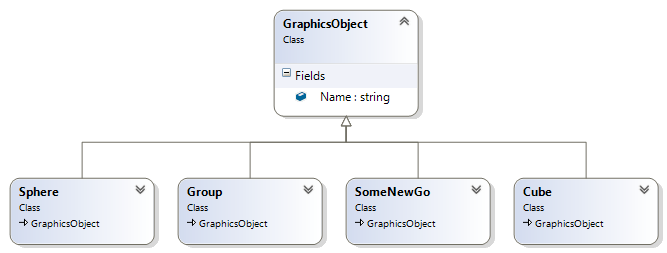 GraphicsObject
Class
Fields
Name : string
Sphere
Class
GraphicsObject
Group
Class
GraphicsObject
SomeNewGo
Class
GraphicsObject
Cube
Class
GraphicsObject